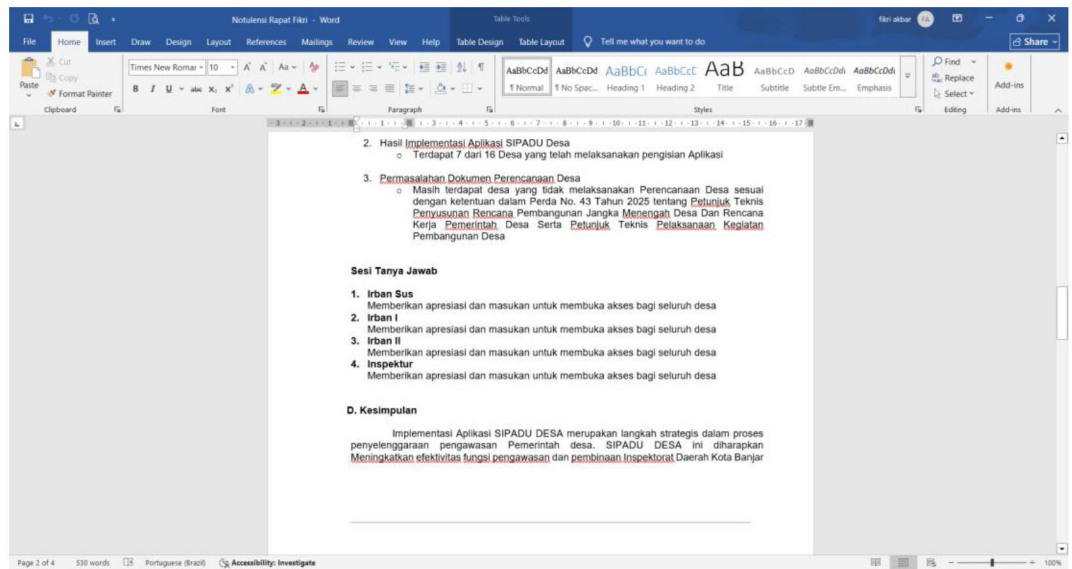 Notulensi Rapat Fikri - Word
Table Tools
fikri akbar
FA
File Home Insert Draw Design Layout References Mailings Review View Help Table Design Table Layout Tell me what you want to do
Share
Paste
Cut
Copy
Format Painter
Clipboard
Times New Romar 10
Font
Paragraph
AaBbCcDd AaBbCcDd AaBbCc AaBbCcE AaB AaBbCcD AaBbCcDd AaBbCcDd
¶ Normal ¶ No Spac... Heading 1 Heading 2 Title Subtitle Subtle Em... Emphasis
Styles
Find
Replace
Select
Editing
Add-ins
Add-ins
2. Hasil Implementasi Aplikasi SIPADU Desa
o Terdapat 7 dari 16 Desa yang telah melaksanakan pengisian Aplikasi
3. Permasalahan Dokumen Perencanaan Desa
o Masih terdapat desa yang tidak melaksanakan Perencanaan Desa sesuai
dengan ketentuan dalam Perda No. 43 Tahun 2025 tentang Petunjuk Teknis
Penyusunan Rencana Pembangunan Jangka Menengah Desa Dan Rencana
Kerja Pemerintah Desa Serta Petunjuk Teknis Pelaksanaan Kegiatan
Pembangunan Desa
Sesi Tanya Jawab
1. Irban Sus
Memberikan apresiasi dan masukan untuk membuka akses bagi seluruh desa
2. Irban I
Memberikan apresiasi dan masukan untuk membuka akses bagi seluruh desa
3. Irban II
Memberikan apresiasi dan masukan untuk membuka akses bagi seluruh desa
4. Inspektur
Memberikan apresiasi dan masukan untuk membuka akses bagi seluruh desa
D. Kesimpulan
Implementasi Aplikasi SIPADU DESA merupakan langkah strategis dalam proses
penyelenggaraan pengawasan Pemerintah desa. SIPADU DESA ini diharapkan
Meningkatkan efektivitas fungsi pengawasan dan pembinaan Inspektorat Daerah Kota Banjar
Page 2 of 4 530 words Portuguese (Brazil) Accessibility: Investigate 100%